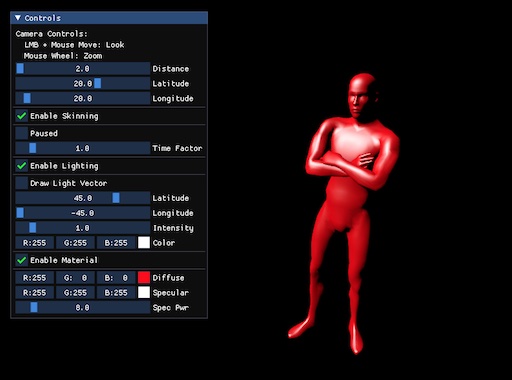 Controls
Camera Controls:
LMB + Mouse Move: Look
Mouse Wheel: Zoom
2.0 Distance
20.0 Latitude
20.0 Longitude
Enable Skinning
Paused
1.0 Time Factor
Enable Lighting
Draw Light Vector
45.0 Latitude
-45.0 Longitude
1.0 Intensity
R:255 G:255 B:255 Color
Enable Material
R:255 G: 0 B: 0 Diffuse
R:255 G:255 B:255 Specular
8.0 Spec Pwr